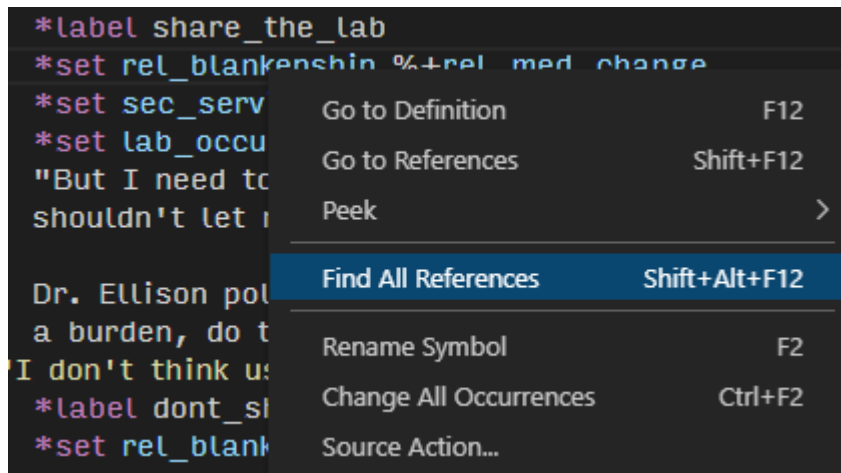 *label share_the_lab
*set rel_blankenship %+rel_med_change
*set sec_serv
*set lab_occu
"But I need to
shouldn't let
Dr. Ellison pol
a burden, do t
"I don't think us
*label dont_sh
*set rel_blank
Go to Definition F12
Go to References Shift+F12
Peek >
Find All References Shift+Alt+F12
Rename Symbol F2
Change All Occurrences Ctrl+F2
Source Action...